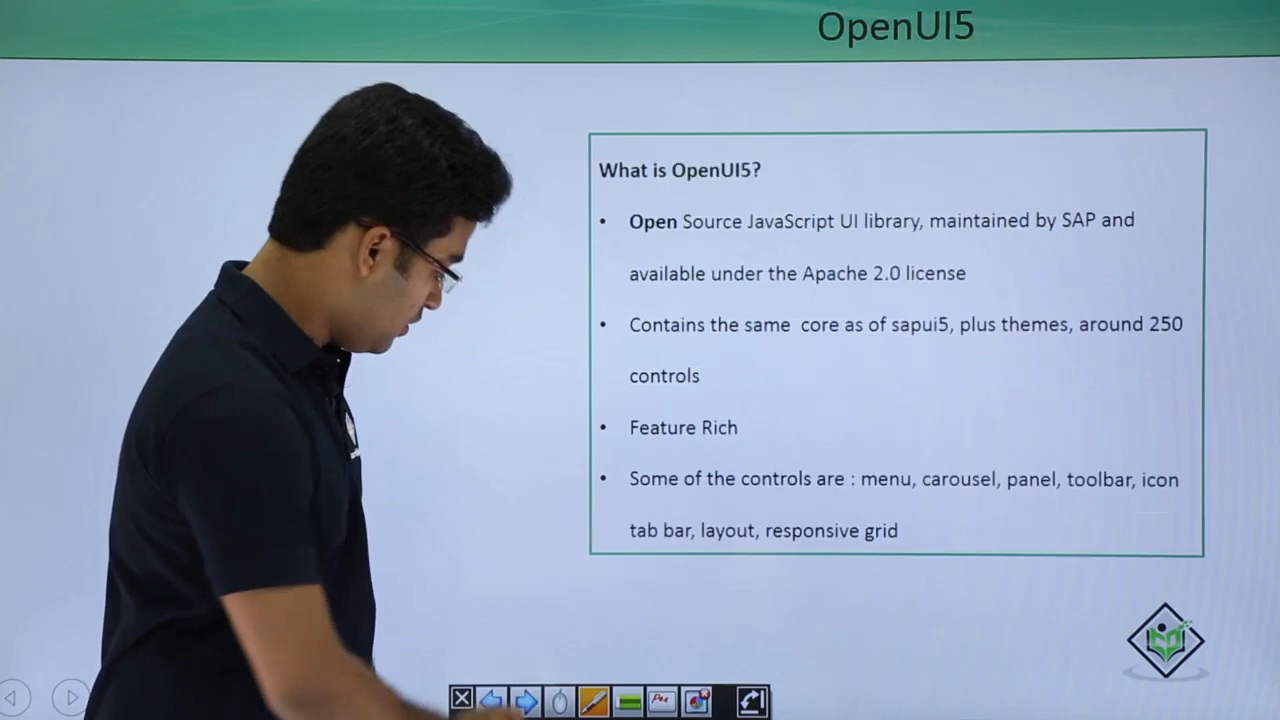 OpenUI5
What is OpenUI5?
• Open Source JavaScript UI library, maintained by SAP and
available under the Apache 2.0 license
• Contains the same core as of sapui5, plus themes, around 250
controls
• Feature Rich
• Some of the controls are : menu, carousel, panel, toolbar, icon
tab bar, layout, responsive grid